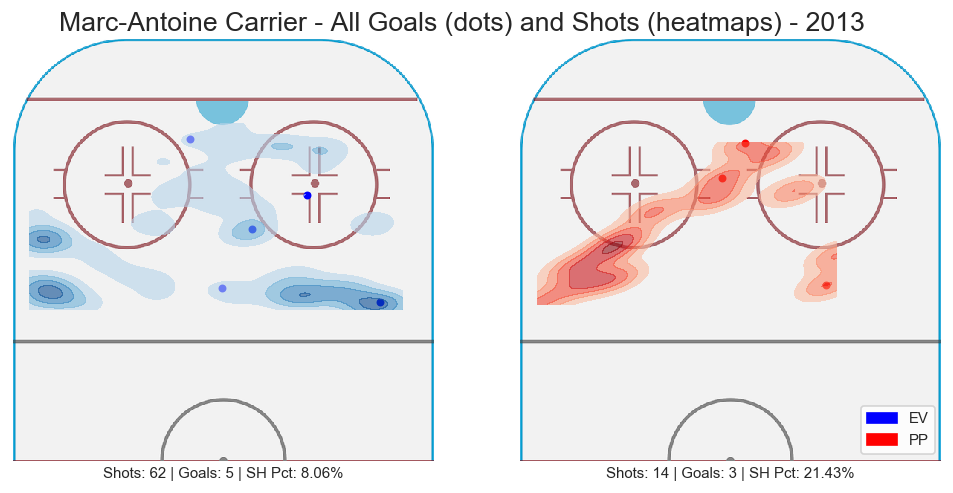 Marc-Antoine Carrier - All Goals (dots) and Shots (heatmaps) - 2013
EV
PP
Shots: 62 | Goals: 5 | SH Pct: 8.06%
Shots: 14 | Goals: 3 | SH Pct: 21.43%